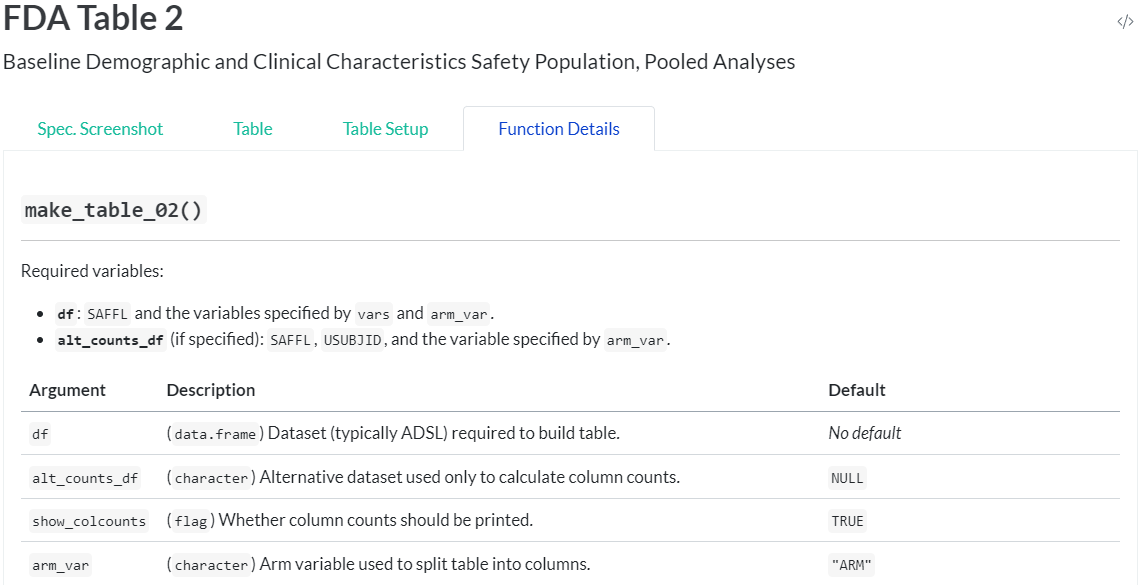 FDA Table 2
</>
Baseline Demographic and Clinical Characteristics Safety Population, Pooled Analyses
Spec. Screenshot Table Table Setup Function Details
make_table_02()
Required variables:
• df: SAFFL and the variables specified by vars and arm_var.
• alt_counts_df (if specified): SAFFL, USUBJID, and the variable specified by arm_var.
Argument Description Default
df (data.frame) Dataset (typically ADSL) required to build table. No default
alt_counts_df (character) Alternative dataset used only to calculate column counts. NULL
show_colcounts (flag) Whether column counts should be printed. TRUE
arm_var (character) Arm variable used to split table into columns. "ARM"